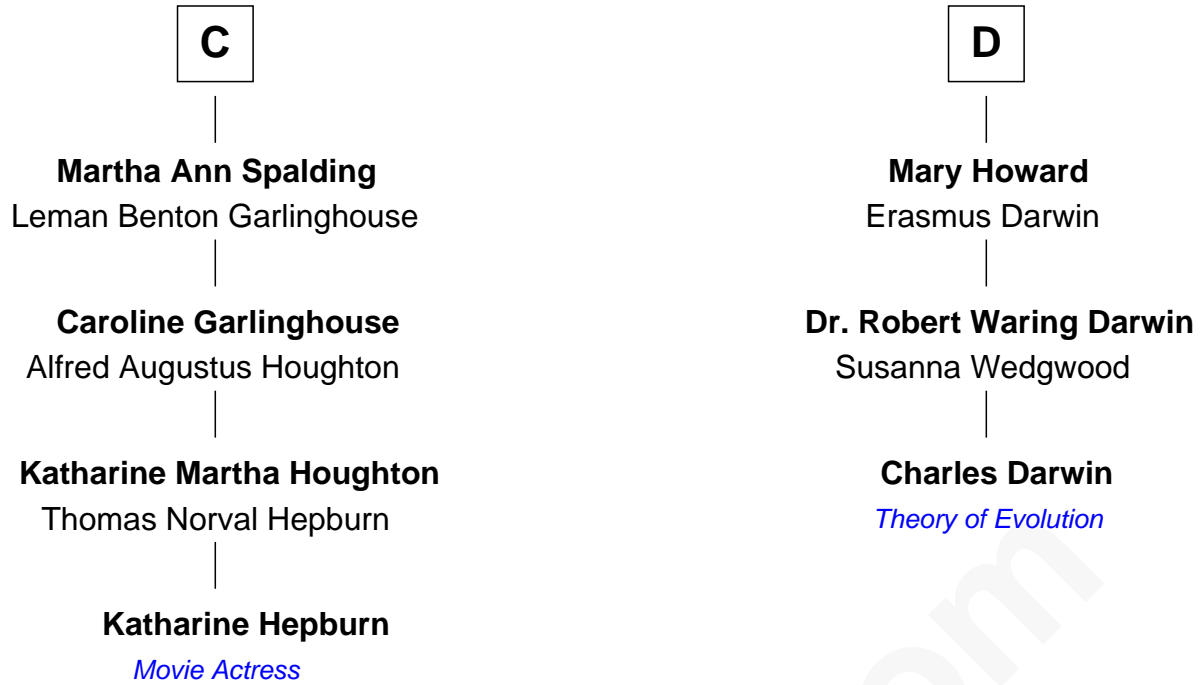 C
Martha Ann Spalding
Leman Benton Garlinghouse
Caroline Garlinghouse
Alfred Augustus Houghton
Katharine Martha Houghton
Thomas Norval Hepburn
Katharine Hepburn
Movie Actress
D
Mary Howard
Erasmus Darwin
Dr. Robert Waring Darwin
Susanna Wedgwood
Charles Darwin
Theory of Evolution
om